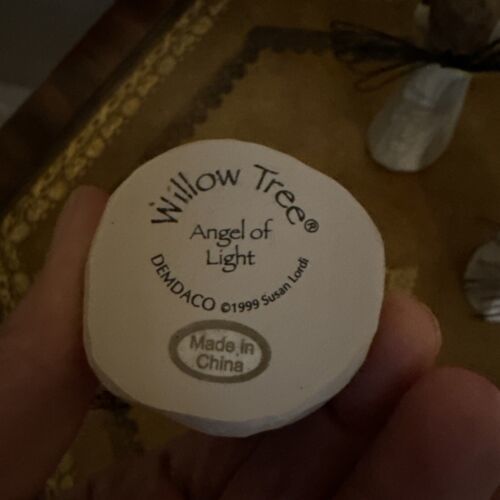 Willow Tree®
Angel of
Light
DEMDACO ©1999 Susan Lordi
Made in
China